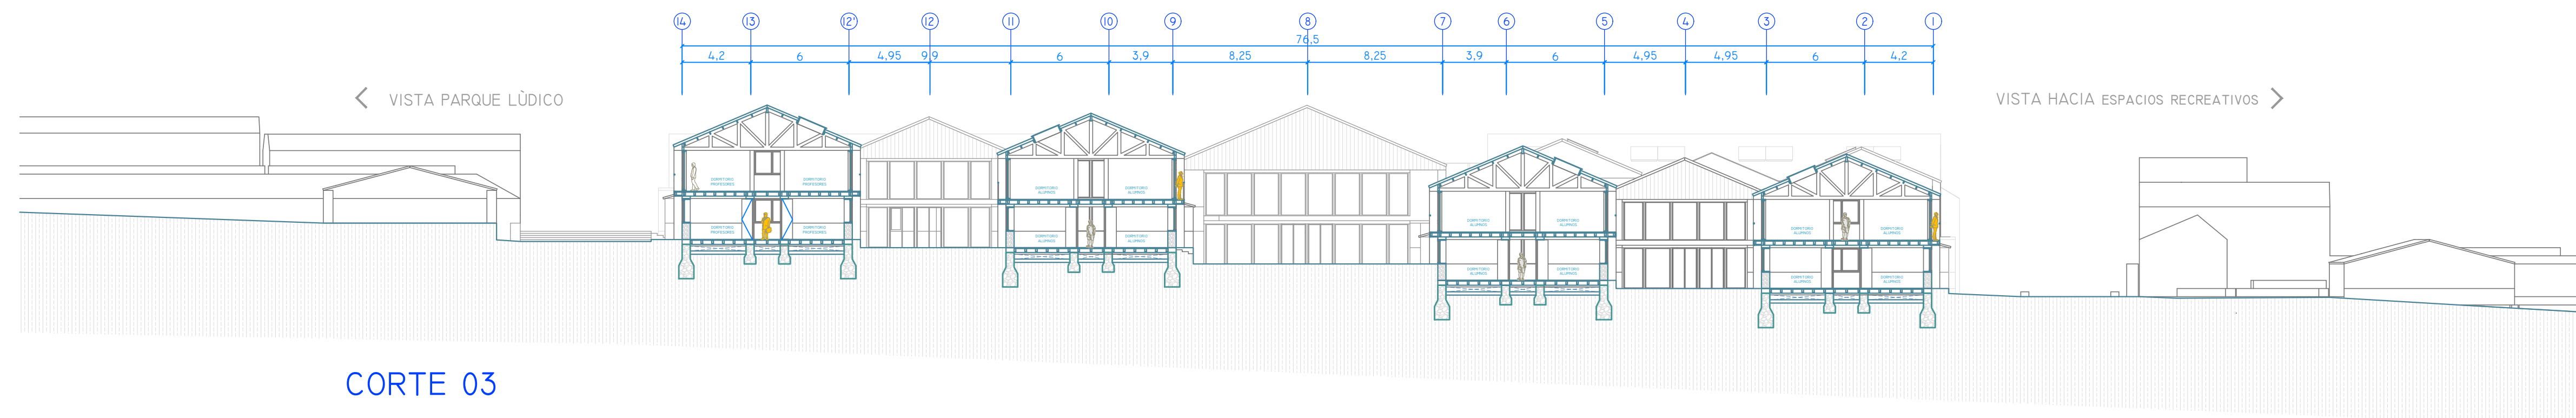 14 13 12' 12 11 10 9 8 7 6 5 4 3 2 1
76,5
4,2 6 4,95 9,9 6 3,9 8,25 8,25 3,9 6 4,95 4,95 6 4,2
VISTA PARQUE LÙDICO
VISTA HACIA ESPACIOS RECREATIVOS
DORMITORIO
PROFESORES
DORMITORIO
PROFESORES
DORMITORIO
PROFESORES
DORMITORIO
PROFESORES
DORMITORIO
ALUMNOS
DORMITORIO
ALUMNOS
DORMITORIO
ALUMNOS
DORMITORIO
ALUMNOS
DORMITORIO
ALUMNOS
DORMITORIO
ALUMNOS
DORMITORIO
ALUMNOS
DORMITORIO
ALUMNOS
DORMITORIO
ALUMNOS
DORMITORIO
ALUMNOS
DORMITORIO
ALUMNOS
DORMITORIO
ALUMNOS
CORTE 03